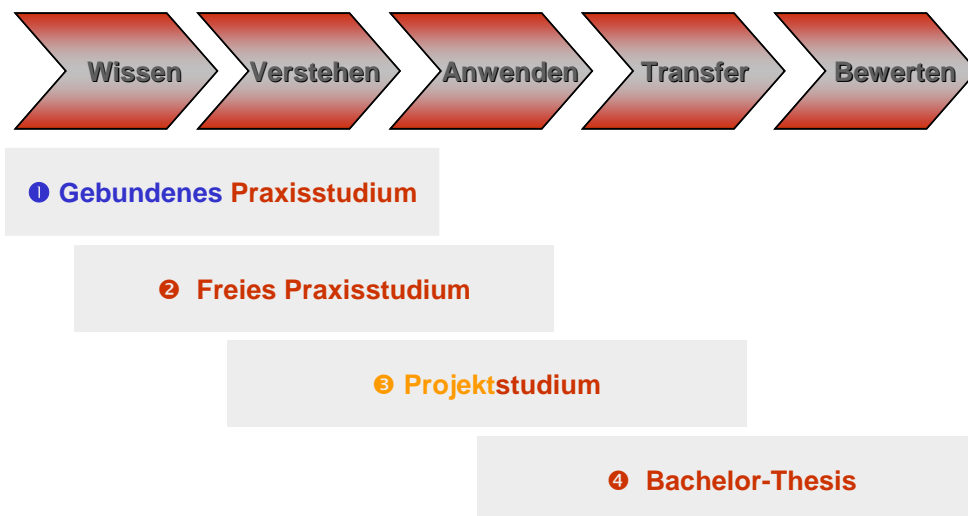 Wissen Verstehen Anwenden Transfer Bewerten
❶ Gebundenes Praxisstudium
❷ Freies Praxisstudium
❸ Projektstudium
❹ Bachelor-Thesis